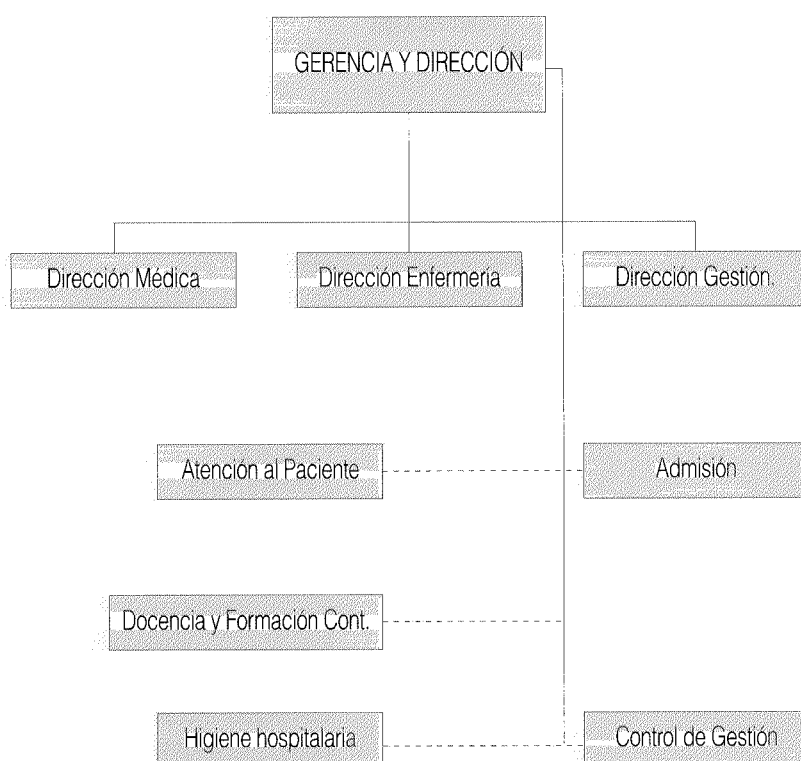 GERENCIA Y DIRECCIÓN
Dirección Médica
Dirección Enfermeria
Dirección Gestión.
Atención al Paciente
Admisión
Docencia y Formación Cont.
Higiene hospitalaria
Control de Gestión